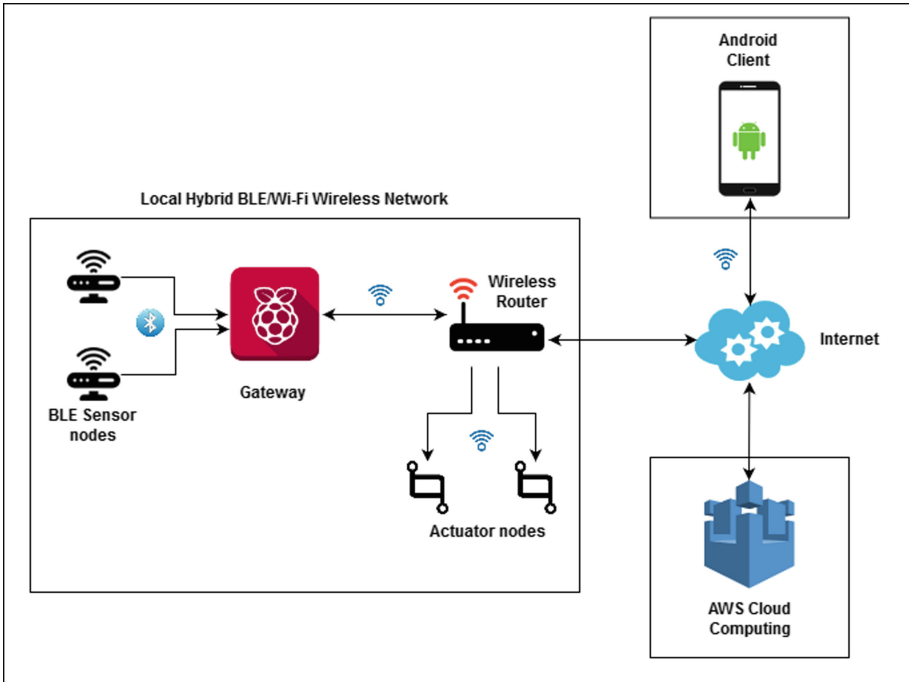 Android
Client
Local Hybrid BLE/Wi-Fi Wireless Network
Wireless
Router
Internet
Gateway
BLE Sensor
nodes
Actuator nodes
AWS Cloud
Computing